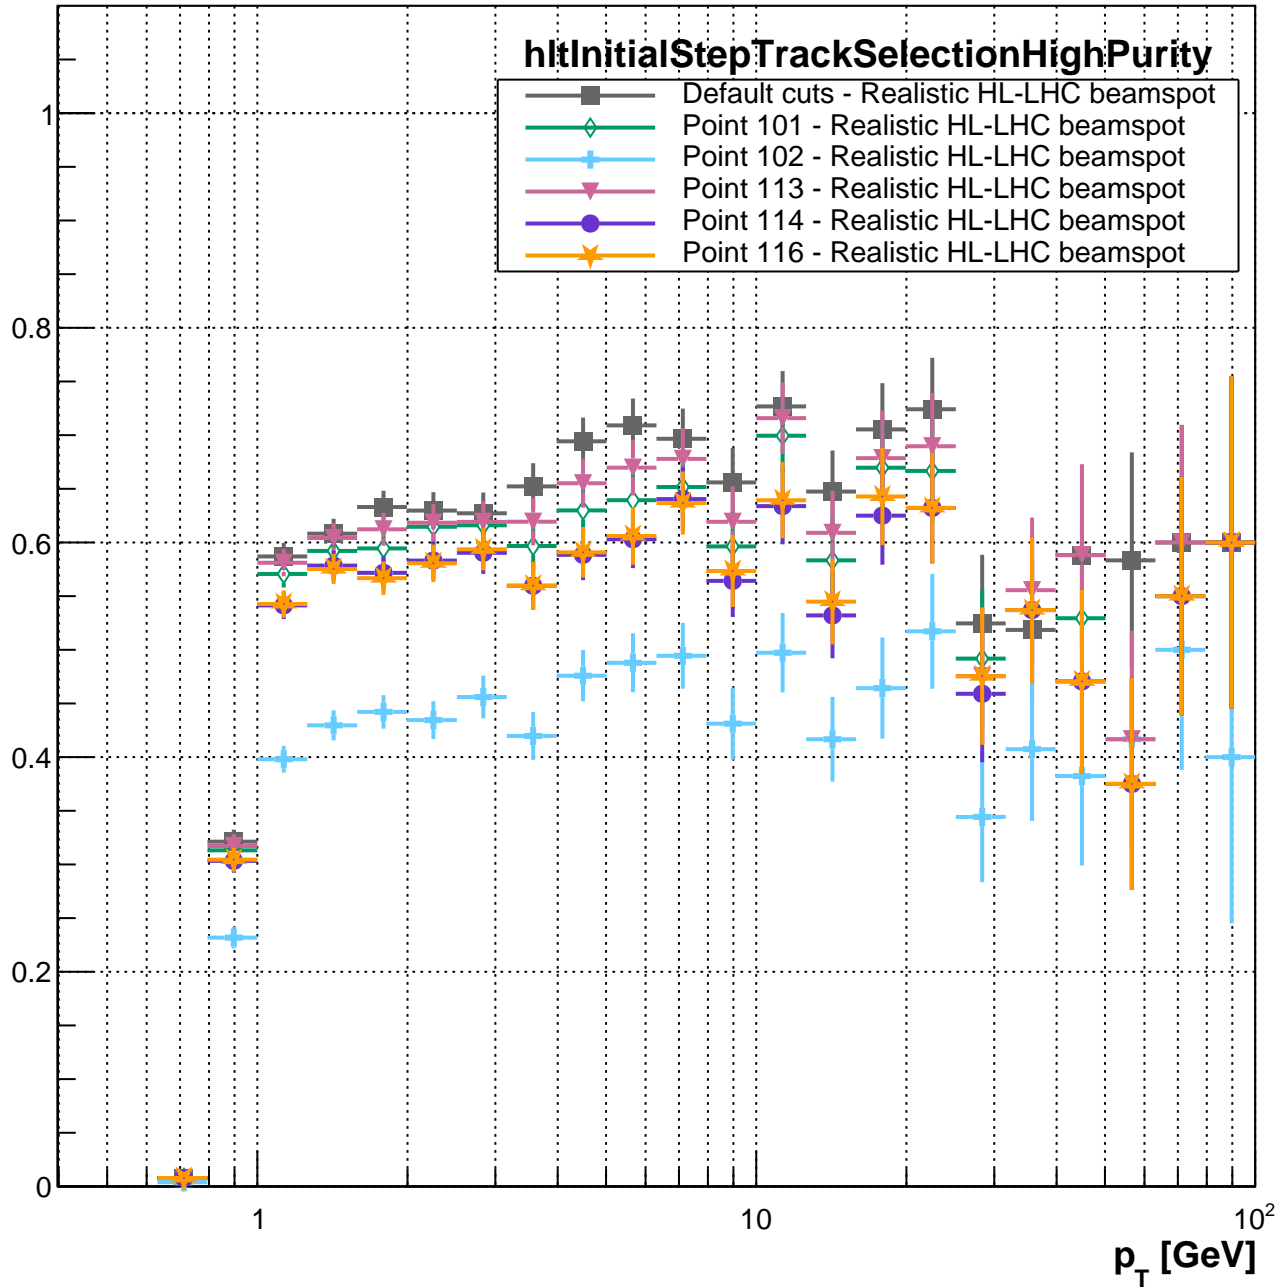 hltInitialStepTrackSelectionHighPurity
Default cuts - Realistic HL-LHC beamspot
Point 101 - Realistic HL-LHC beamspot
Point 102 - Realistic HL-LHC beamspot
Point 113 - Realistic HL-LHC beamspot
Point 114 - Realistic HL-LHC beamspot
Point 116 - Realistic HL-LHC beamspot
1
0.8
0.6
0.4
0.2
0
1 10 10²
p_T [GeV]